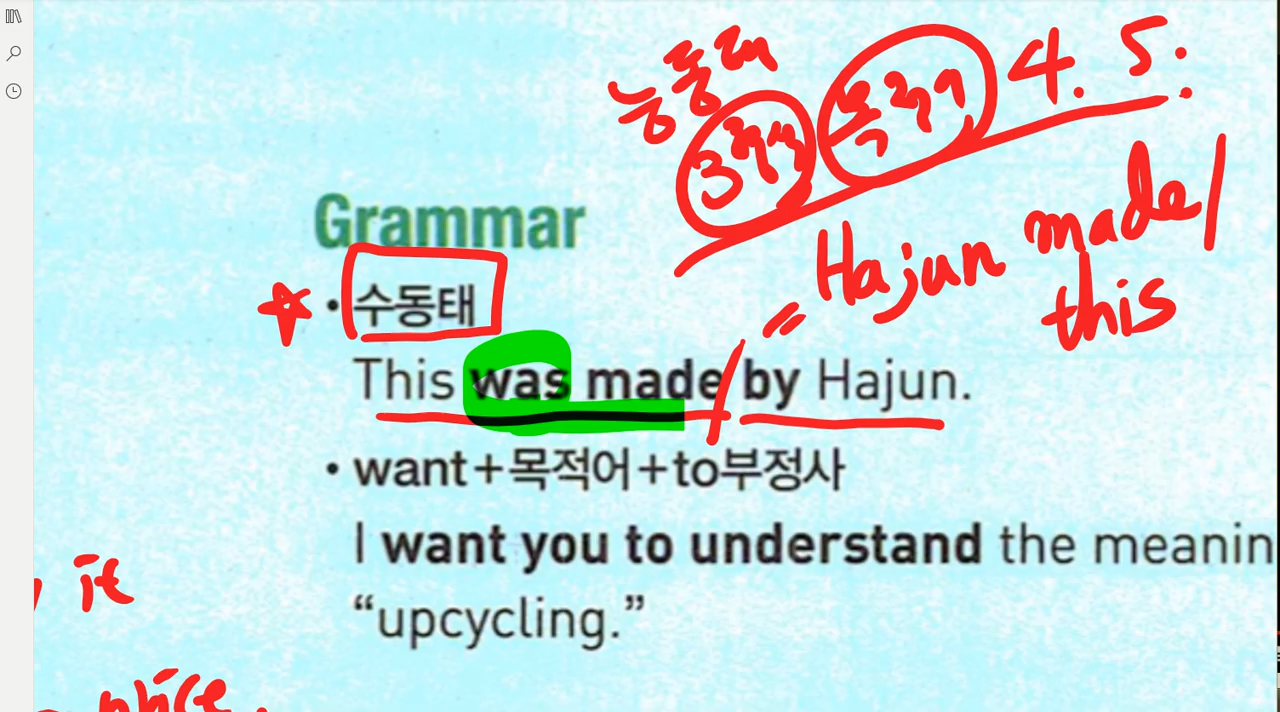 능동태
3형식 목적어 4. 5.
Grammar
Hajun made/
this
• 수동태
=
This was made / by Hajun.
• want+목적어+to부정사
I want you to understand the meanin
it
“upcycling.”